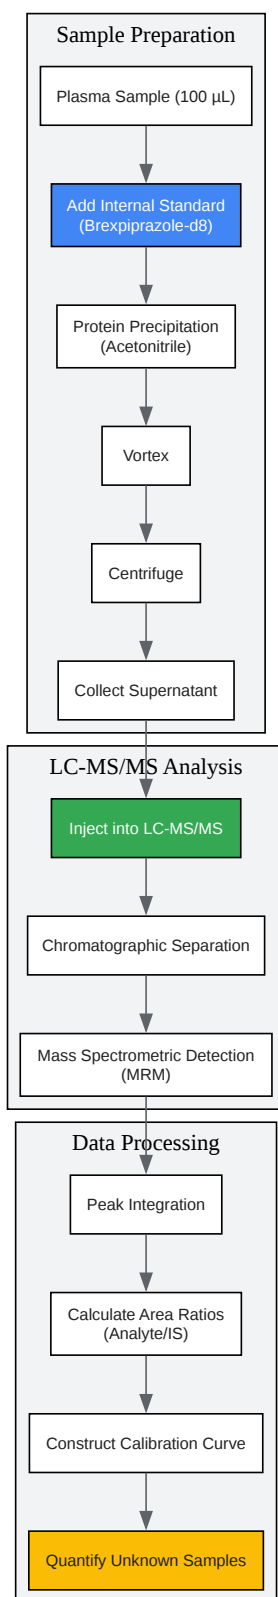 Sample Preparation
Plasma Sample (100 µL)
Add Internal Standard
(Brexpiprazole-d8)
Protein Precipitation
(Acetonitrile)
Vortex
Centrifuge
Collect Supernatant
LC-MS/MS Analysis
Inject into LC-MS/MS
Chromatographic Separation
Mass Spectrometric Detection
(MRM)
Data Processing
Peak Integration
Calculate Area Ratios
(Analyte/IS)
Construct Calibration Curve
Quantify Unknown Samples